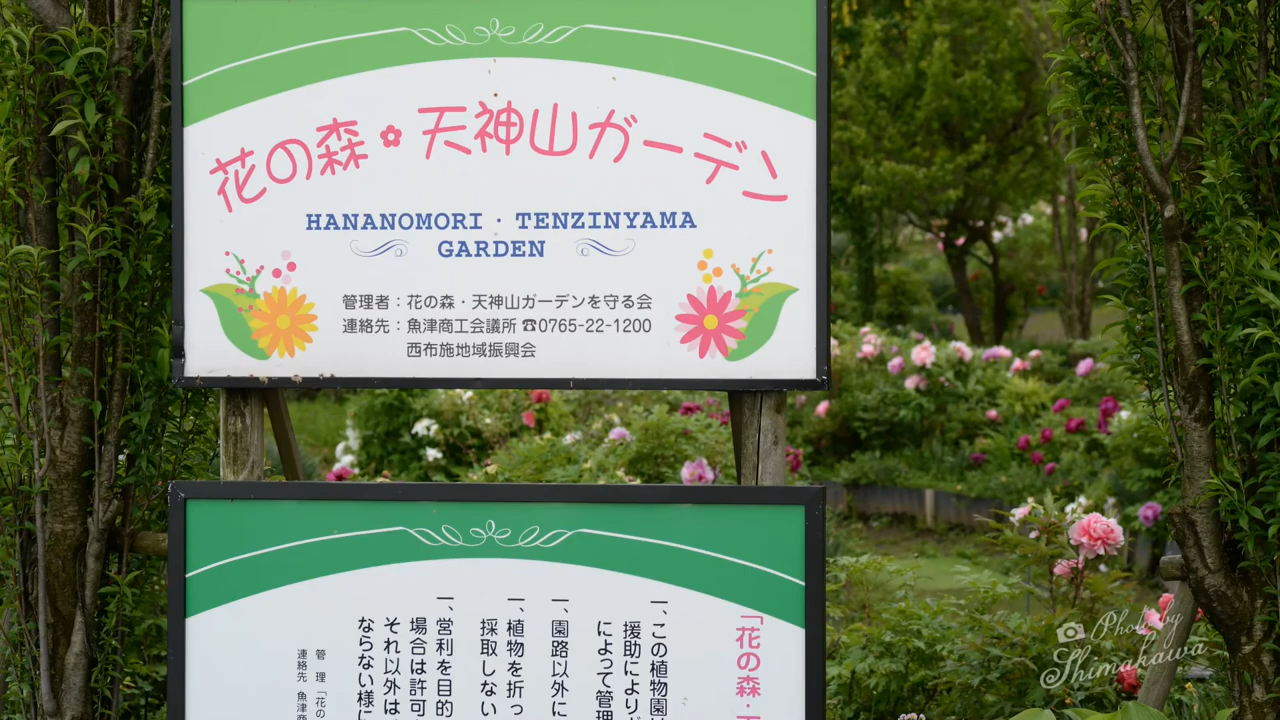 花の森・天神山ガーデン
HANANOMORI · TENZINYAMA
GARDEN
管理者：花の森・天神山ガーデンを守る会
連絡先：魚津商工会議所 ☎0765-22-1200
西布施地域振興会
「花の森・
一、この植物園は
援助により
によって管理
一、園路以外に
一、植物を折っ
採取しない
一、営利を目的
場合は許可
それ以外は
ならない様に
管理「花の
連絡先 魚津商
Photo by
Shimakawa